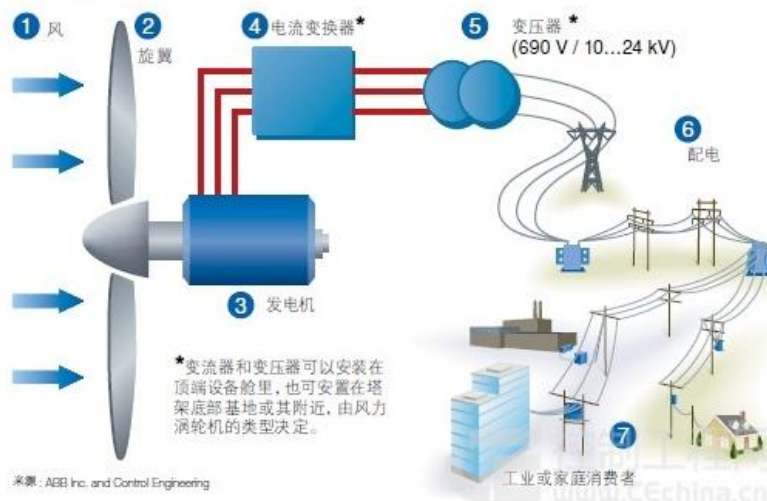 1 风
2
旋翼
4 电流变换器*
5 变压器*
(690 V / 10...24 kV)
6
配电
3 发电机
*变流器和变压器可以安装在
顶端设备舱里，也可安置在塔
架底部基地或其附近，由风力
涡轮机的类型决定。
7
工业或家庭消费者
来源：ABB Inc. and Control Engineering
www.CEchina.com